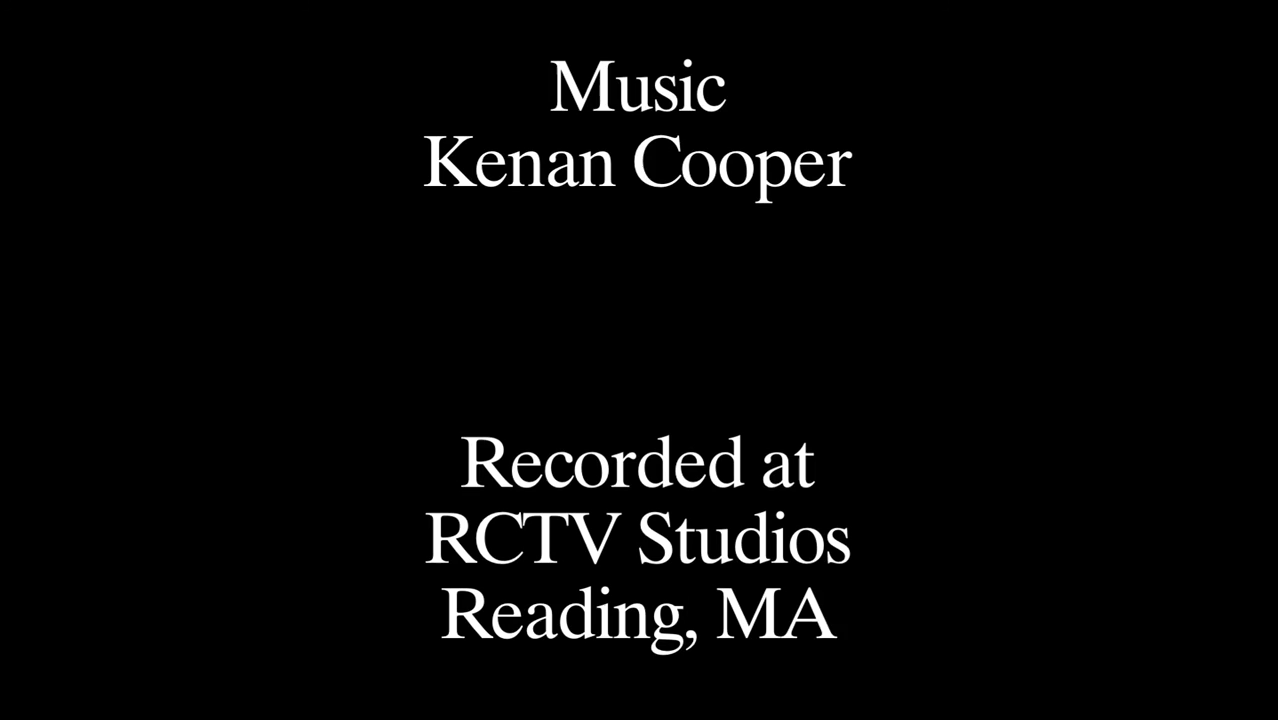 Music
Kenan Cooper
Recorded at
RCTV Studios
Reading, MA